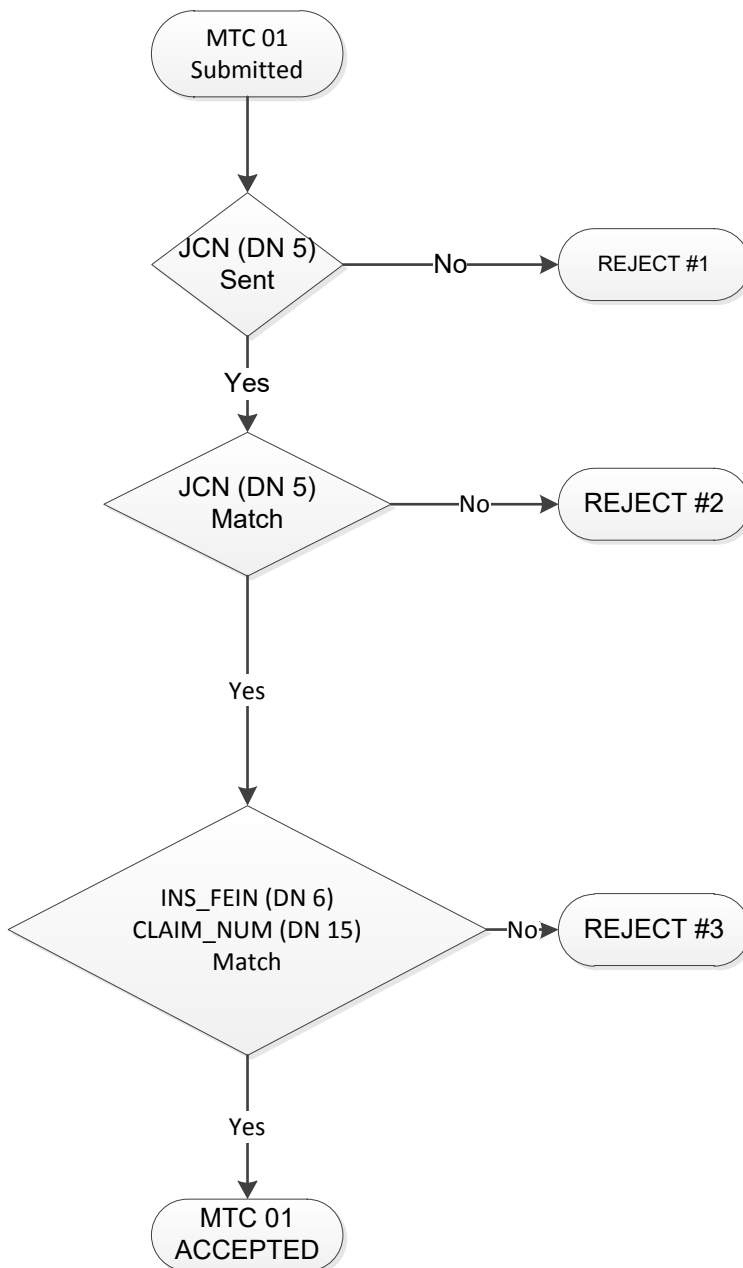 MTC 01
Submitted
JCN (DN 5)
Sent
No
REJECT #1
Yes
JCN (DN 5)
Match
No
REJECT #2
Yes
INS_FEIN (DN 6)
CLAIM_NUM (DN 15)
Match
No
REJECT #3
Yes
MTC 01
ACCEPTED